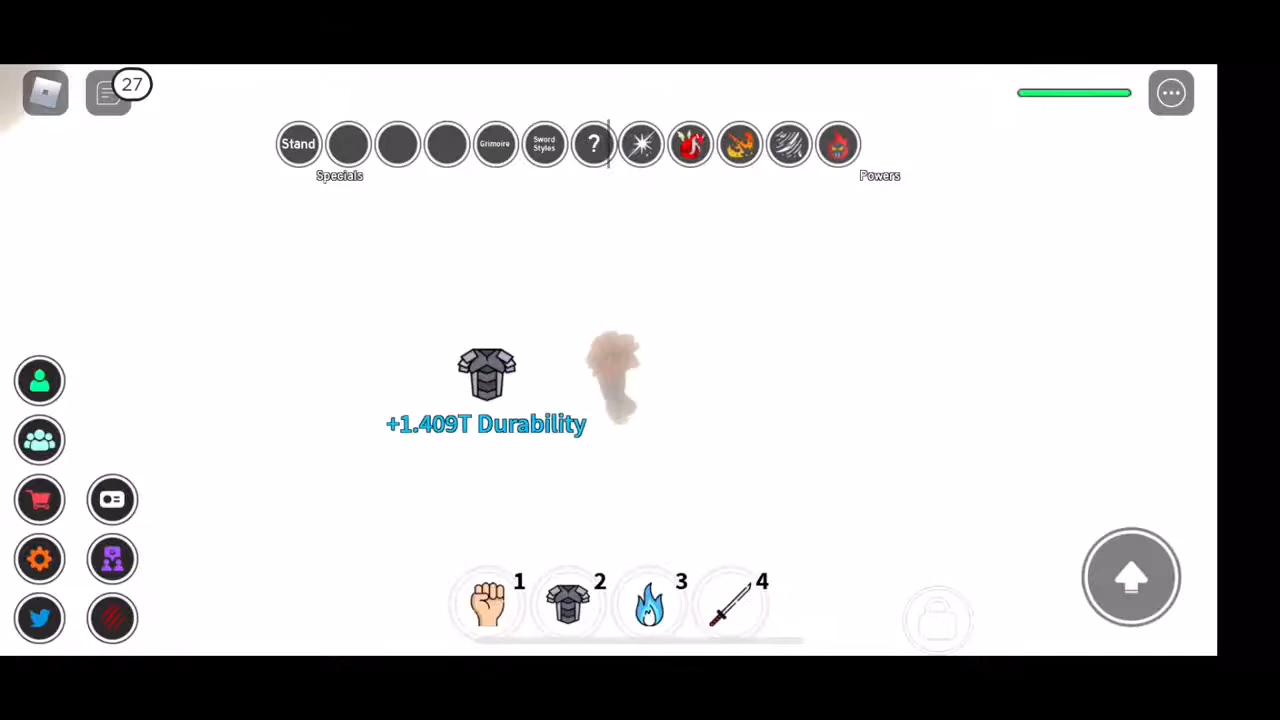 27
Stand
Grimoire
Sword
Styles
?
Specials
Powers
+1.409T Durability
1
2
3
4